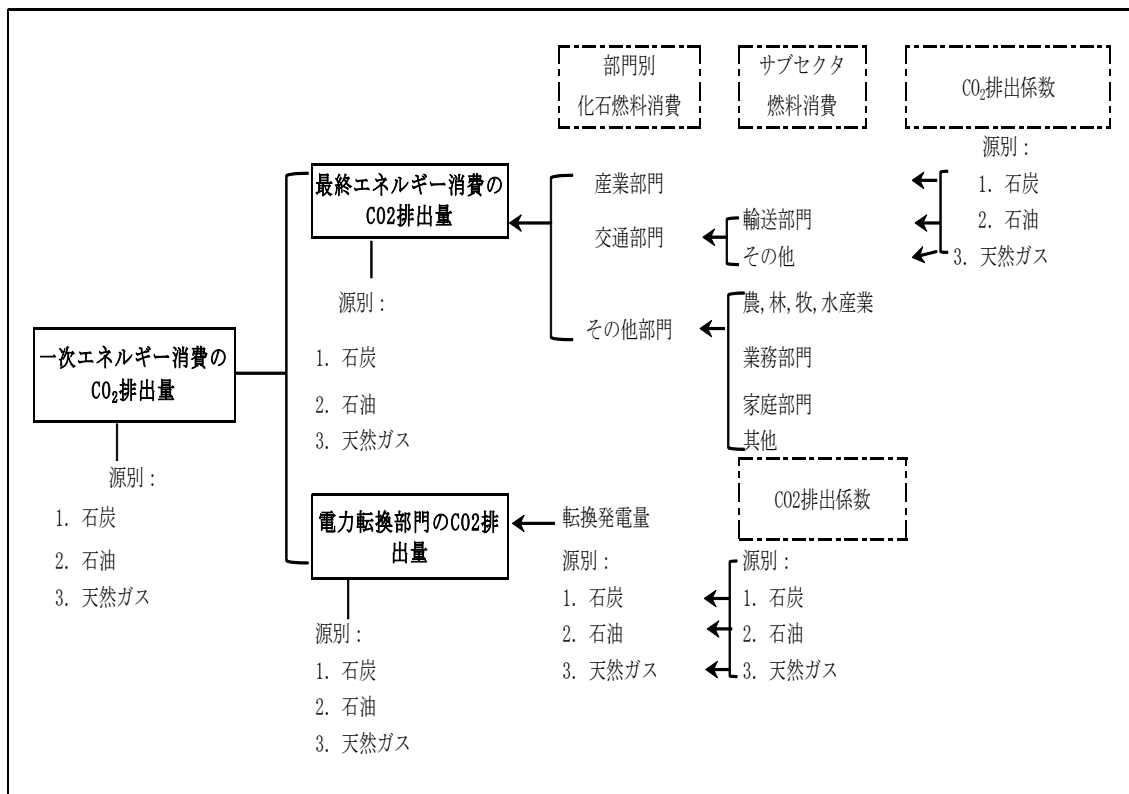 部門別
化石燃料消費
サブセクタ
燃料消費
CO₂排出係数
源別：
1. 石炭
2. 石油
3. 天然ガス
最終エネルギー消費の
CO2排出量
産業部門
交通部門
輸送部門
その他
源別：
1. 石炭
2. 石油
3. 天然ガス
その他部門
農,林,牧,水産業
業務部門
家庭部門
其他
一次エネルギー消費の
CO₂排出量
源別：
1. 石炭
2. 石油
3. 天然ガス
電力転換部門のCO2排
出量
転換発電量
CO2排出係数
源別：
1. 石炭
2. 石油
3. 天然ガス
源別：
1. 石炭
2. 石油
3. 天然ガス
源別：
1. 石炭
2. 石油
3. 天然ガス